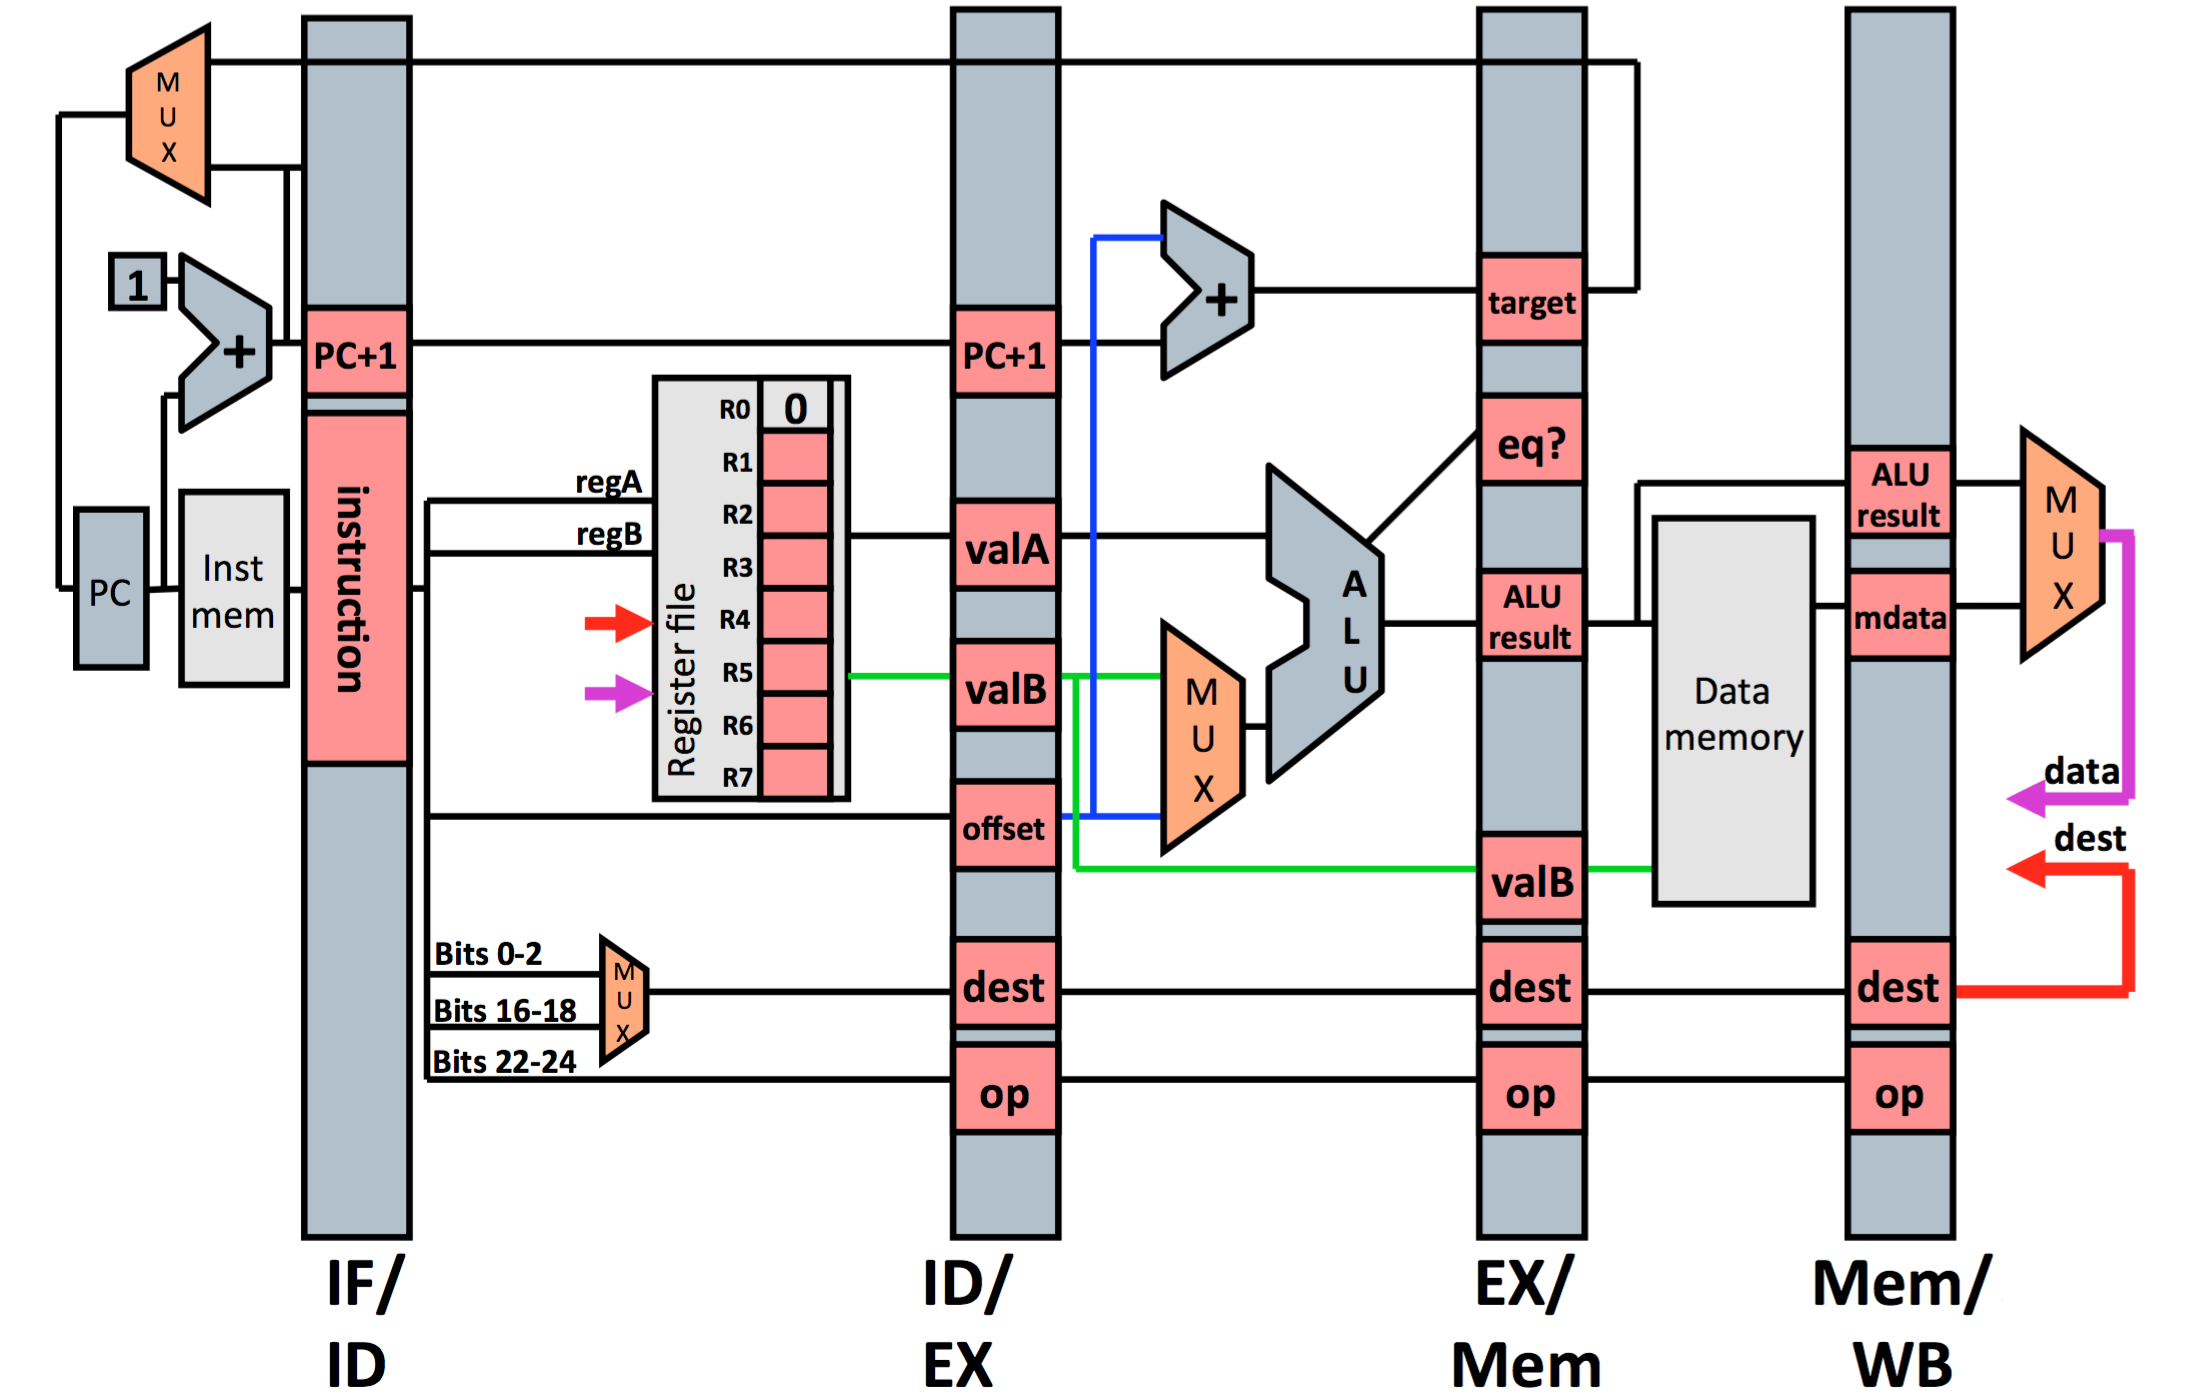 M
U
X
1
+
PC+1
PC
Inst
mem
instruction
regA
regB
Register file
R0
0
R1
R2
R3
R4
R5
R6
R7
Bits 0-2
Bits 16-18
Bits 22-24
M
U
X
PC+1
valA
valB
offset
dest
op
+
M
U
X
A
L
U
target
eq?
ALU
result
valB
dest
op
Data
memory
ALU
result
mdata
dest
op
M
U
X
data
dest
IF/
ID
ID/
EX
EX/
Mem
Mem/
WB